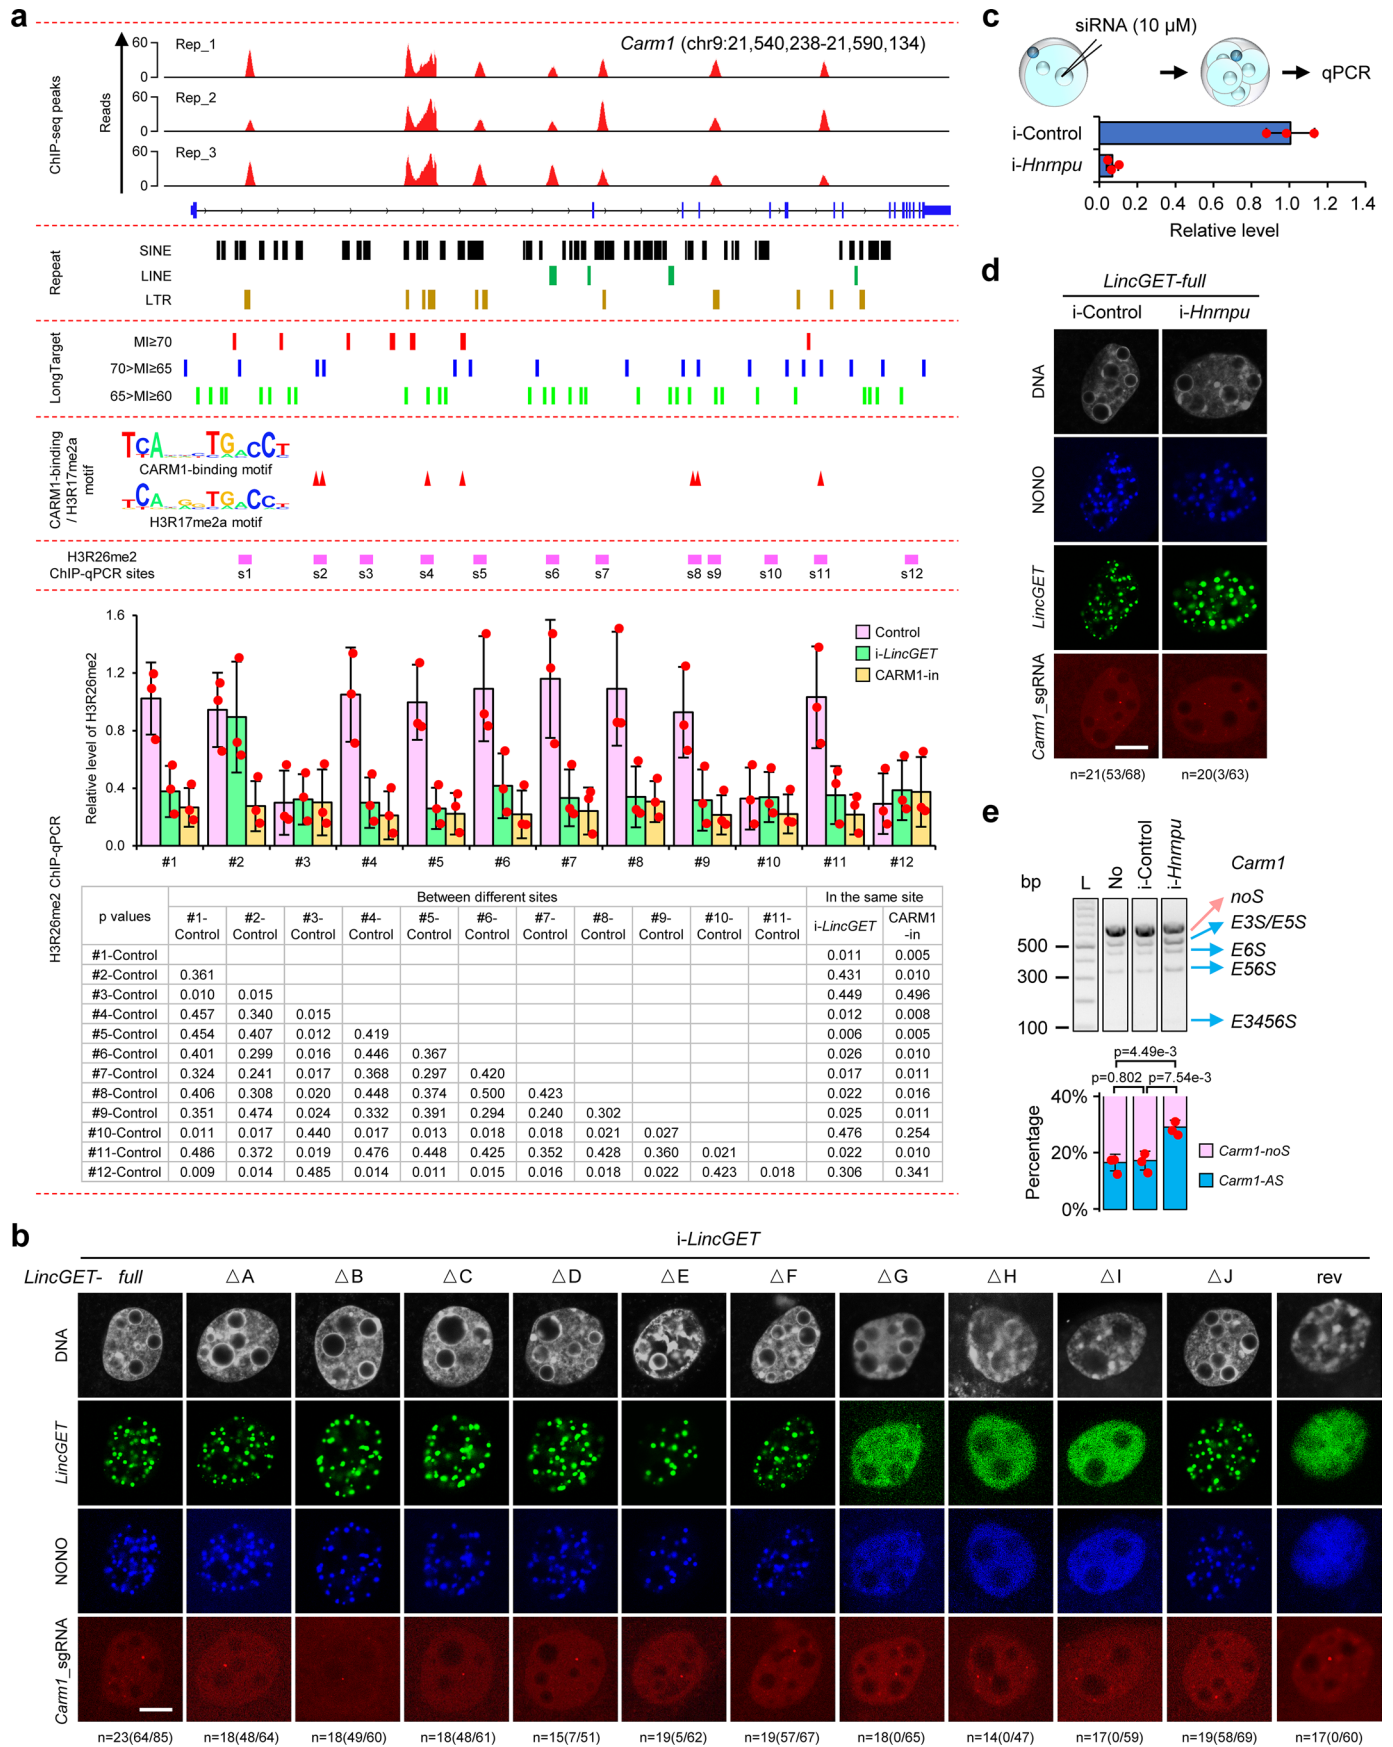 a
ChIP-seq peaks
Reads
60
0
Rep_1
Carm1 (chr9:21,540,238-21,590,134)
60
0
Rep_2
60
0
Rep_3
Repeat
SINE
LINE
LTR
LongTarget
MI≥70
70>MI≥65
65>MI≥60
CARM1-binding / H3R17me2a motif
CARM1-binding motif
H3R17me2a motif
H3R26me2
ChIP-qPCR sites
s1 s2 s3 s4 s5 s6 s7 s8 s9 s10 s11 s12
H3R26me2 ChIP-qPCR
Relative level of H3R26me2
1.6
1.2
0.8
0.4
0.0
Control
i-LincGET
CARM1-in
#1 #2 #3 #4 #5 #6 #7 #8 #9 #10 #11 #12
p values Between different sites In the same site
#1-Control #2-Control #3-Control #4-Control #5-Control #6-Control #7-Control #8-Control #9-Control #10-Control #11-Control i-LincGET CARM1-in
#1-Control 0.011 0.005
#2-Control 0.361 0.431 0.010
#3-Control 0.010 0.015 0.449 0.496
#4-Control 0.457 0.340 0.015 0.012 0.008
#5-Control 0.454 0.407 0.012 0.419 0.006 0.005
#6-Control 0.401 0.299 0.016 0.446 0.367 0.026 0.010
#7-Control 0.324 0.241 0.017 0.368 0.297 0.420 0.017 0.011
#8-Control 0.406 0.308 0.020 0.448 0.374 0.500 0.423 0.022 0.016
#9-Control 0.351 0.474 0.024 0.332 0.391 0.294 0.240 0.302 0.025 0.011
#10-Control 0.011 0.017 0.440 0.017 0.013 0.018 0.018 0.021 0.027 0.476 0.254
#11-Control 0.486 0.372 0.019 0.476 0.448 0.425 0.352 0.428 0.360 0.021 0.022 0.010
#12-Control 0.009 0.014 0.485 0.014 0.011 0.015 0.016 0.018 0.022 0.423 0.018 0.306 0.341
b
i-LincGET
LincGET- full △A △B △C △D △E △F △G △H △I △J rev
DNA
LincGET
NONO
Carm1_sgRNA
n=23(64/85) n=18(48/64) n=18(49/60) n=18(48/61) n=15(7/51) n=19(5/62) n=19(57/67) n=18(0/65) n=14(0/47) n=17(0/59) n=19(58/69) n=17(0/60)
c
siRNA (10 µM)
qPCR
i-Control
i-Hnrnpu
0.0 0.2 0.4 0.6 0.8 1.0 1.2 1.4
Relative level
d
LincGET-full
i-Control i-Hnrnpu
DNA
NONO
LincGET
Carm1_sgRNA
n=21(53/68) n=20(3/63)
e
bp L No i-Control i-Hnrnpu Carm1
noS
E3S/E5S
500
E6S
300
E56S
100
E3456S
p=4.49e-3
p=0.802 p=7.54e-3
Percentage
40%
20%
0%
Carm1-noS
Carm1-AS